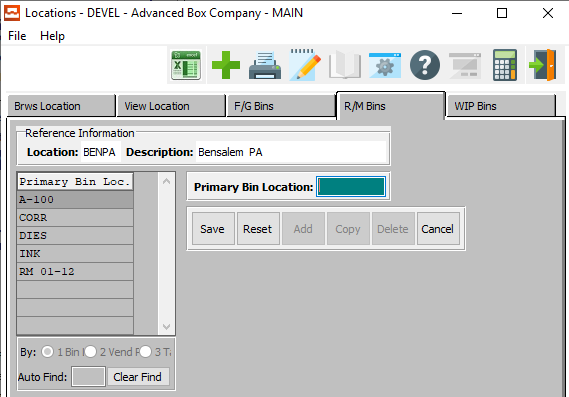 Locations - DEVEL - Advanced Box Company - MAIN
File Help
Brws Location View Location F/G Bins R/M Bins WIP Bins
Reference Information
Location: BENPA Description: Bensalem PA
Primary Bin Loc.
Primary Bin Location:
A-100
CORR
DIES
INK
RM 01-12
Save Reset Add Copy Delete Cancel
By: 1 Bin 2 Vend 3
Auto Find: Clear Find